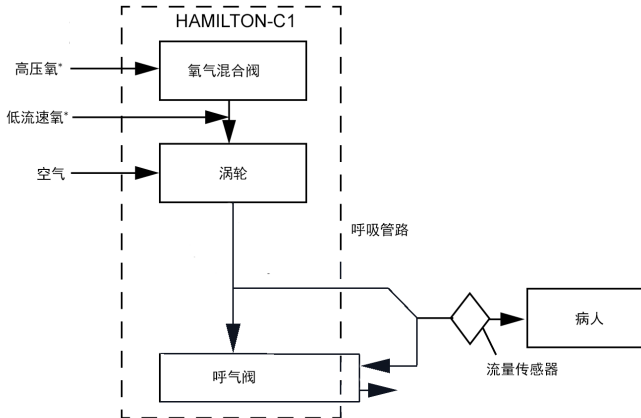 HAMILTON-C1
高压氧*
氧气混合阀
低流速氧*
空气
涡轮
呼吸管路
病人
流量传感器
呼气阀